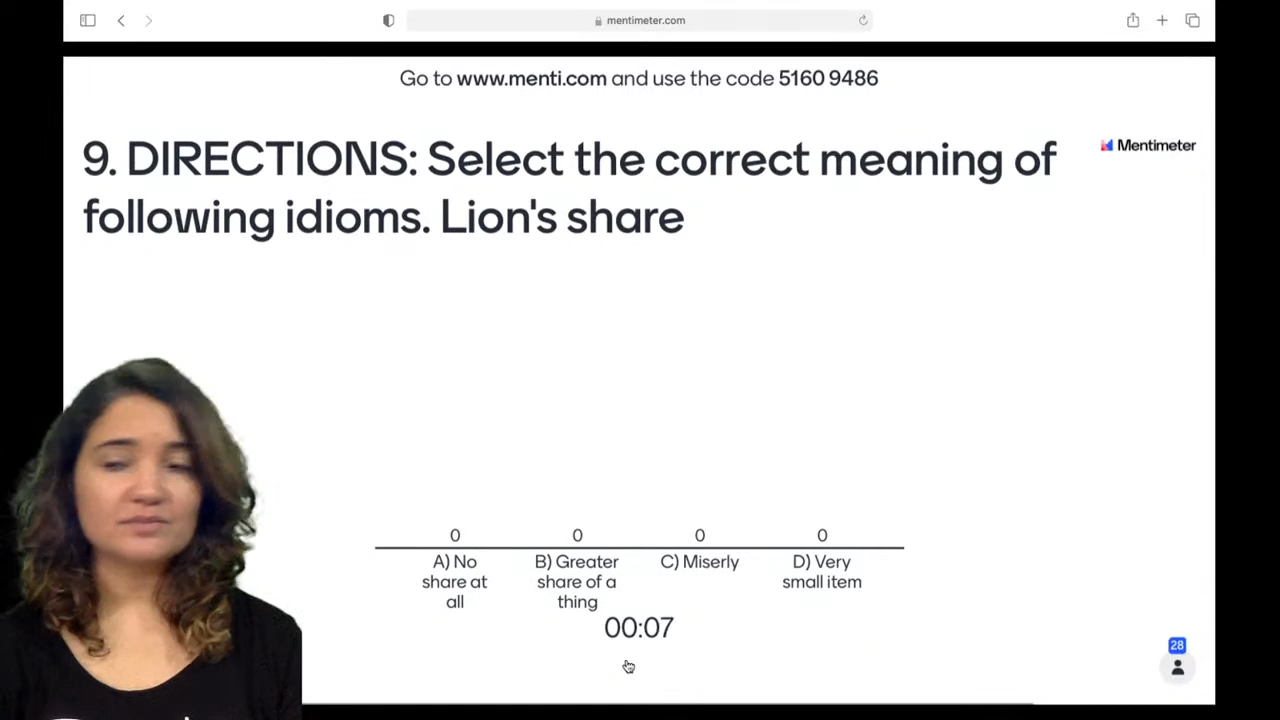 mentimeter.com
Go to www.menti.com and use the code 5160 9486
9. DIRECTIONS: Select the correct meaning of
following idioms. Lion's share
Mentimeter
0
0
0
0
A) No
share at
all
B) Greater
share of a
thing
C) Miserly
D) Very
small item
00:07
28